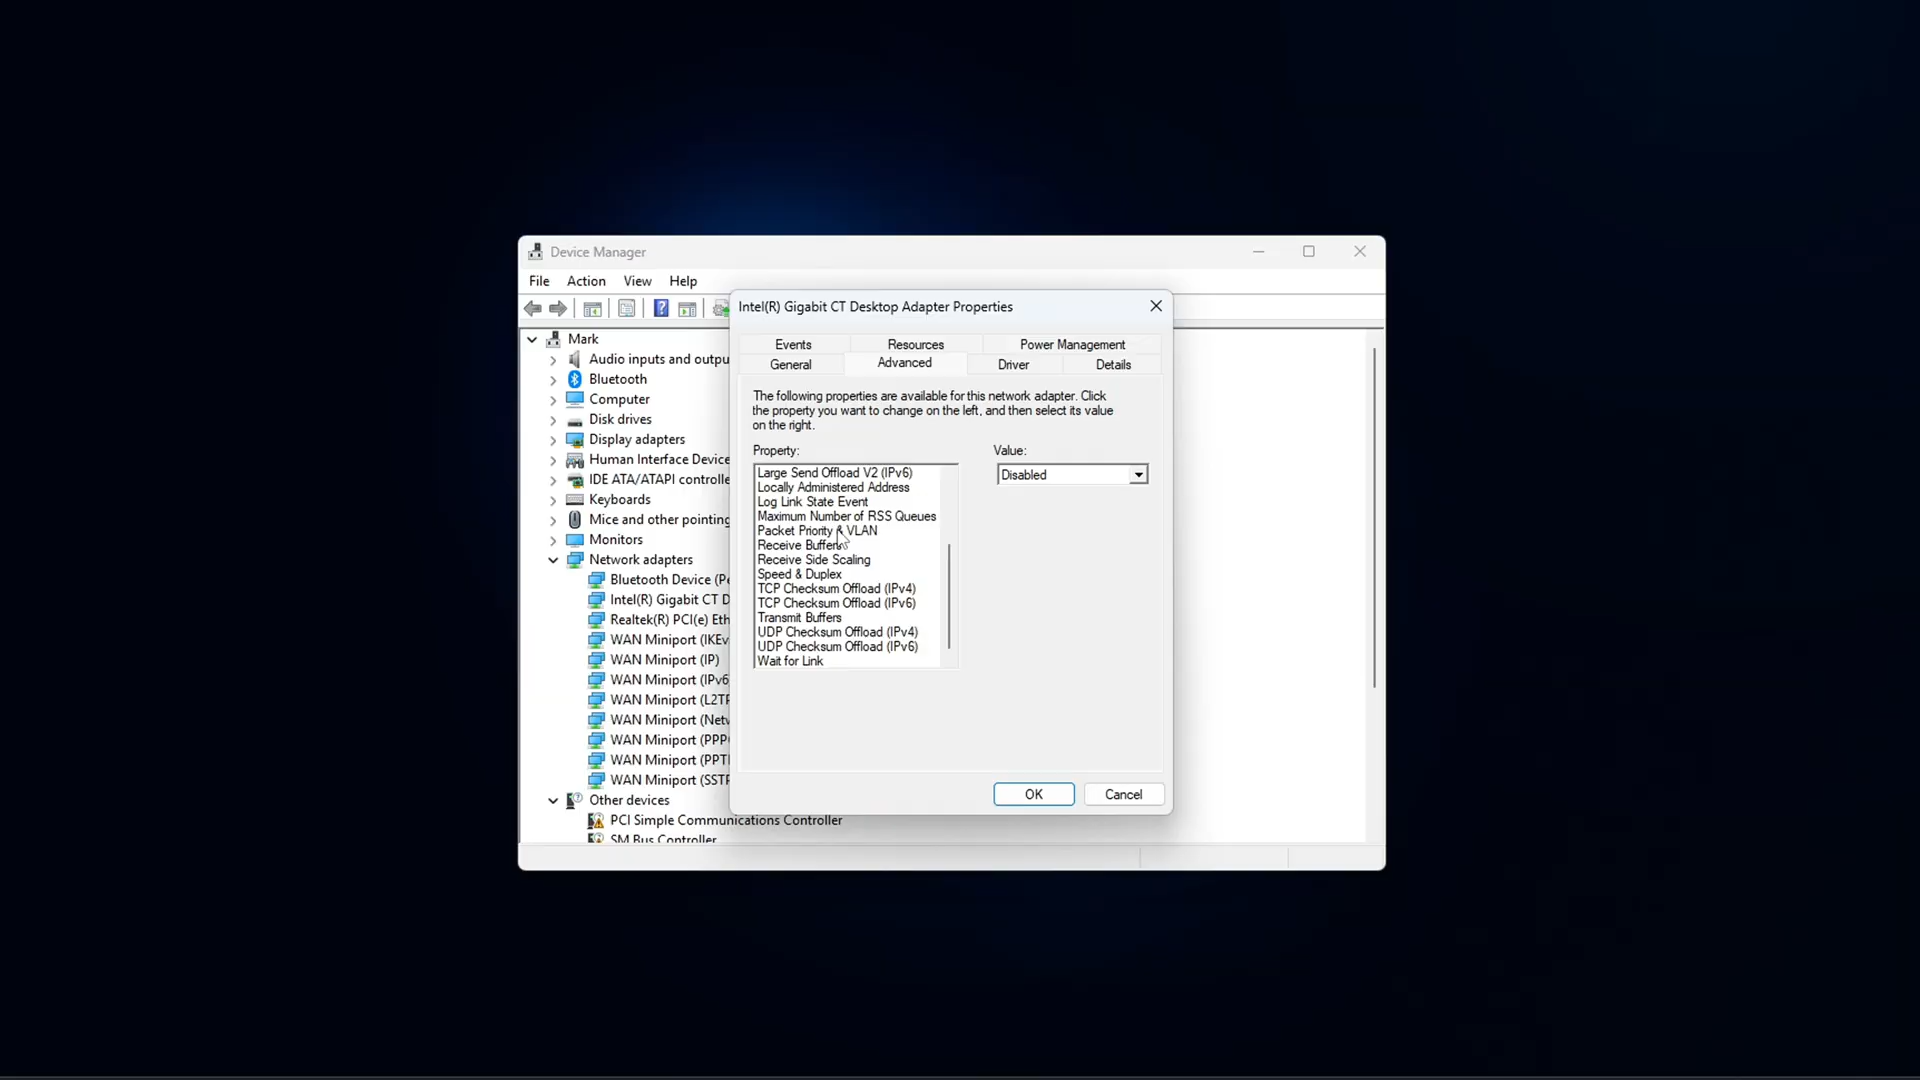 Device Manager
File Action View Help
Mark
Audio inputs and outpu
Bluetooth
Computer
Disk drives
Display adapters
Human Interface Device
IDE ATA/ATAPI controlle
Keyboards
Mice and other pointing
Monitors
Network adapters
Bluetooth Device (Pe
Intel(R) Gigabit CT D
Realtek(R) PCI(e) Eth
WAN Miniport (IKEv
WAN Miniport (IP)
WAN Miniport (IPv6
WAN Miniport (L2TP
WAN Miniport (Netw
WAN Miniport (PPPO
WAN Miniport (PPTP
WAN Miniport (SSTP
Other devices
PCI Simple Communications Controller
SM Bus Controller
Intel(R) Gigabit CT Desktop Adapter Properties
Events Resources Power Management
General Advanced Driver Details
The following properties are available for this network adapter. Click
the property you want to change on the left, and then select its value
on the right.
Property:
Value:
Large Send Offload V2 (IPv6)
Locally Administered Address
Log Link State Event
Maximum Number of RSS Queues
Packet Priority & VLAN
Receive Buffers
Receive Side Scaling
Speed & Duplex
TCP Checksum Offload (IPv4)
TCP Checksum Offload (IPv6)
Transmit Buffers
UDP Checksum Offload (IPv4)
UDP Checksum Offload (IPv6)
Wait for Link
Disabled
OK Cancel